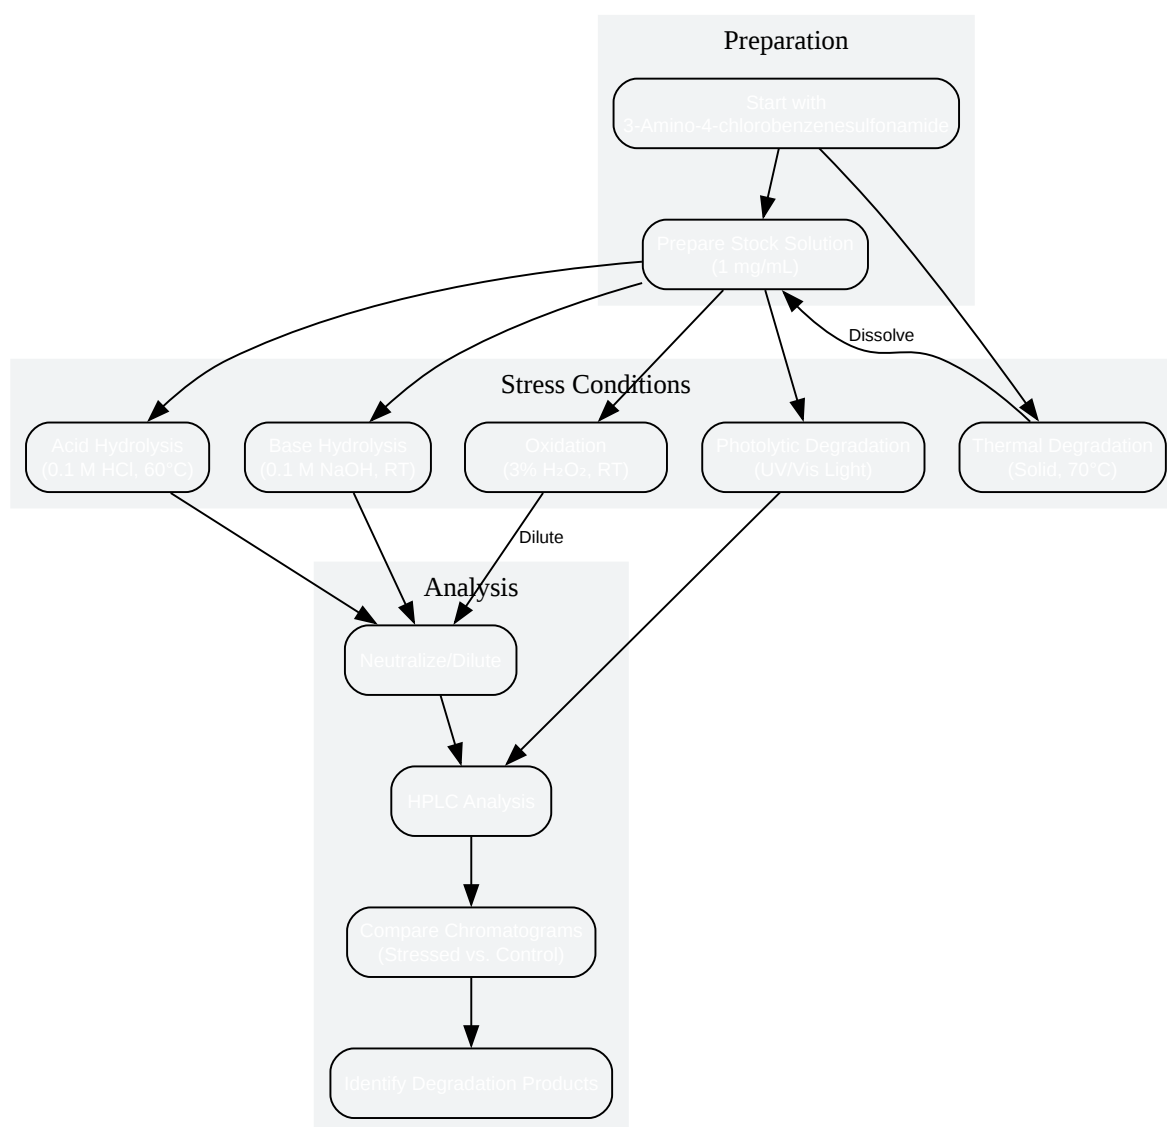 Preparation
Start with
3-Amino-4-chlorobenzenesulfonamide
Prepare Stock Solution
(1 mg/mL)
Dissolve
Stress Conditions
Acid Hydrolysis
(0.1 M HCl, 60°C)
Base Hydrolysis
(0.1 M NaOH, RT)
Oxidation
(3% H₂O₂, RT)
Photolytic Degradation
(UV/Vis Light)
Thermal Degradation
(Solid, 70°C)
Dilute
Analysis
Neutralize/Dilute
HPLC Analysis
Compare Chromatograms
(Stressed vs. Control)
Identify Degradation Products